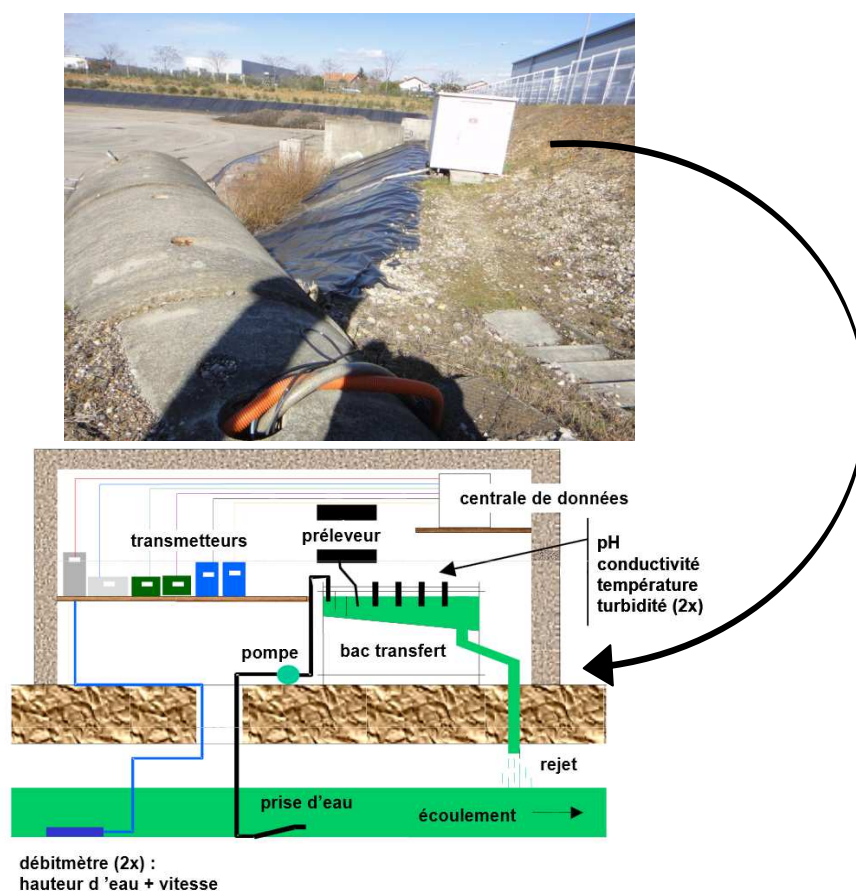 centrale de données
transmetteurs
préleveur
pH
conductivité
température
turbidité (2x)
pompe
bac transfert
rejet
prise d'eau
écoulement
débitmètre (2x) :
hauteur d 'eau + vitesse